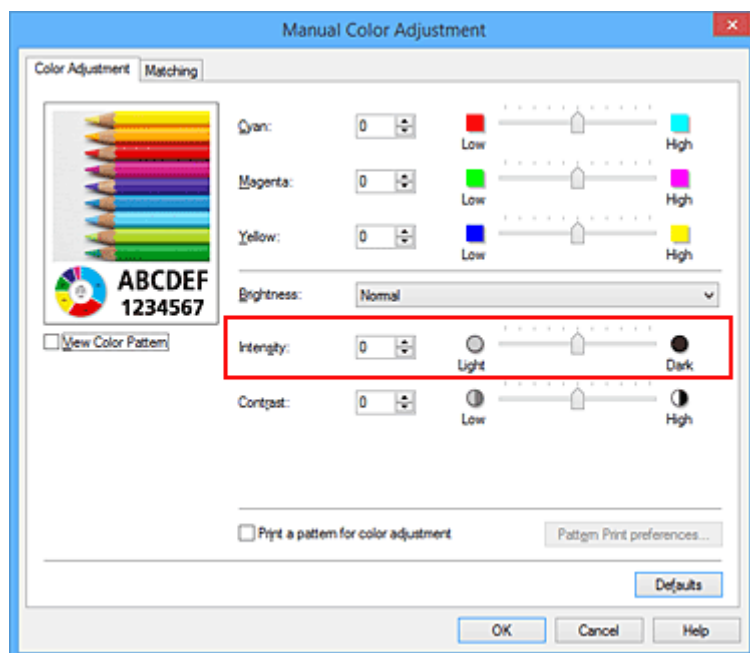 Manual Color Adjustment
Color Adjustment Matching
Cyan: 0 Low High
Magenta: 0 Low High
Yellow: 0 Low High
ABCDEF
1234567
Brightness: Normal
View Color Pattern
Intensity: 0 Light Dark
Contrast: 0 Low High
Print a pattern for color adjustment Pattern Print preferences...
Defaults
OK Cancel Help